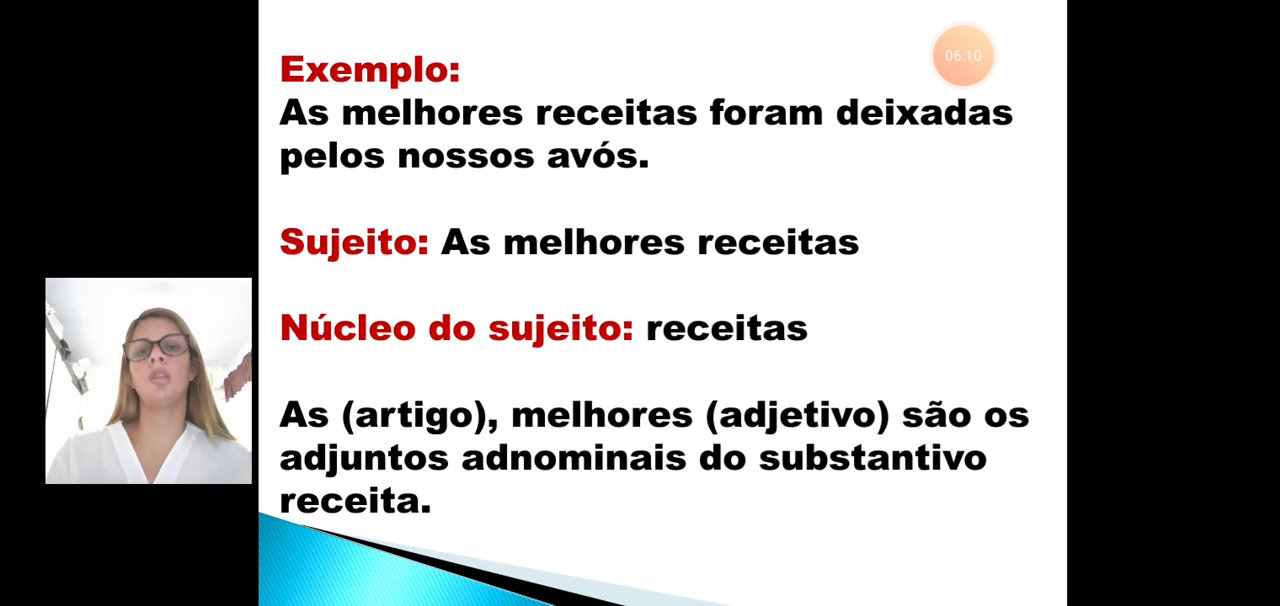 06:10
Exemplo:
As melhores receitas foram deixadas
pelos nossos avós.
Sujeito: As melhores receitas
Núcleo do sujeito: receitas
As (artigo), melhores (adjetivo) são os
adjuntos adnominais do substantivo
receita.